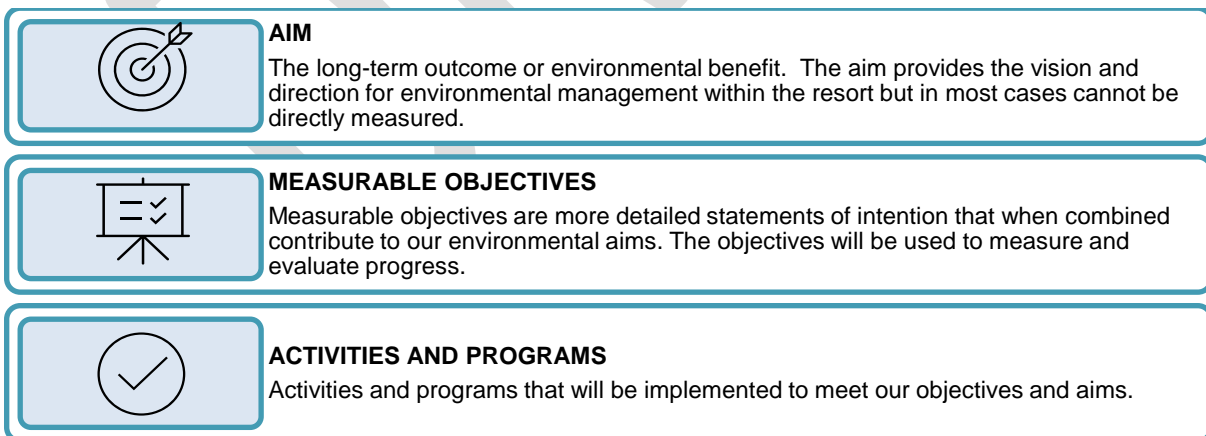 AIM
The long-term outcome or environmental benefit.  The aim provides the vision and
direction for environmental management within the resort but in most cases cannot be
directly measured.
MEASURABLE OBJECTIVES
Measurable objectives are more detailed statements of intention that when combined
contribute to our environmental aims. The objectives will be used to measure and
evaluate progress.
ACTIVITIES AND PROGRAMS
Activities and programs that will be implemented to meet our objectives and aims.